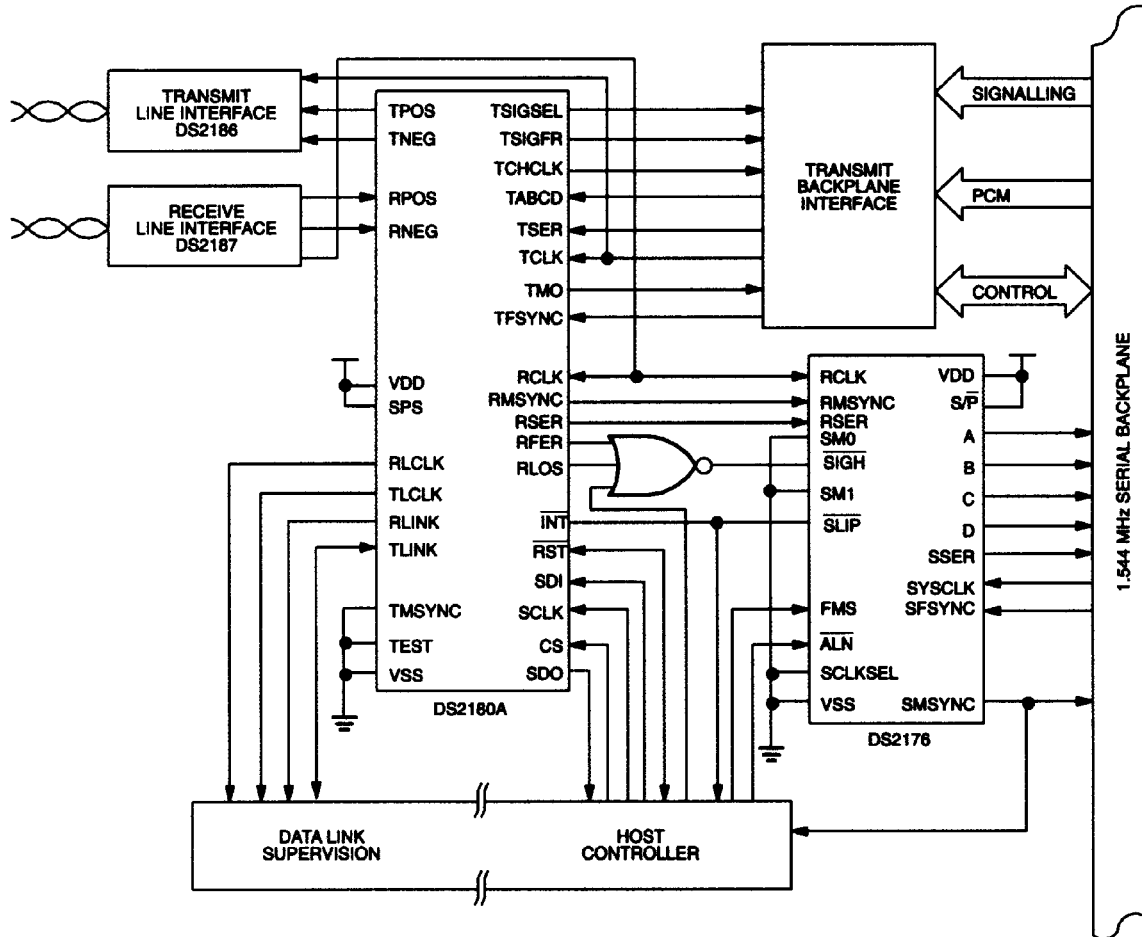 TRANSMIT
LINE INTERFACE
DS2186
RECEIVE
LINE INTERFACE
DS2187
TPOS
TNEG
RPOS
RNEG
VDD
SPS
RLCLK
TLCLK
RLINK
TLINK
TMSYNC
TEST
VSS
TSIGSEL
TSIGFR
TCHCLK
TABCD
TSER
TCLK
TMO
TFSYNC
RCLK
RMSYNC
RSER
RFER
RLOS
INT
RST
SDI
SCLK
CS
SDO
DS2180A
TRANSMIT
BACKPLANE
INTERFACE
SIGNALLING
PCM
CONTROL
RCLK
RMSYNC
RSER
SM0
SIGH
SM1
SLIP
FMS
ALN
SCLKSEL
VSS
VDD
S/P
A
B
C
D
SSER
SYSCLK
SFSYNC
SMSYNC
DS2176
1.544 MHz SERIAL BACKPLANE
DATA LINK
SUPERVISION
HOST
CONTROLLER